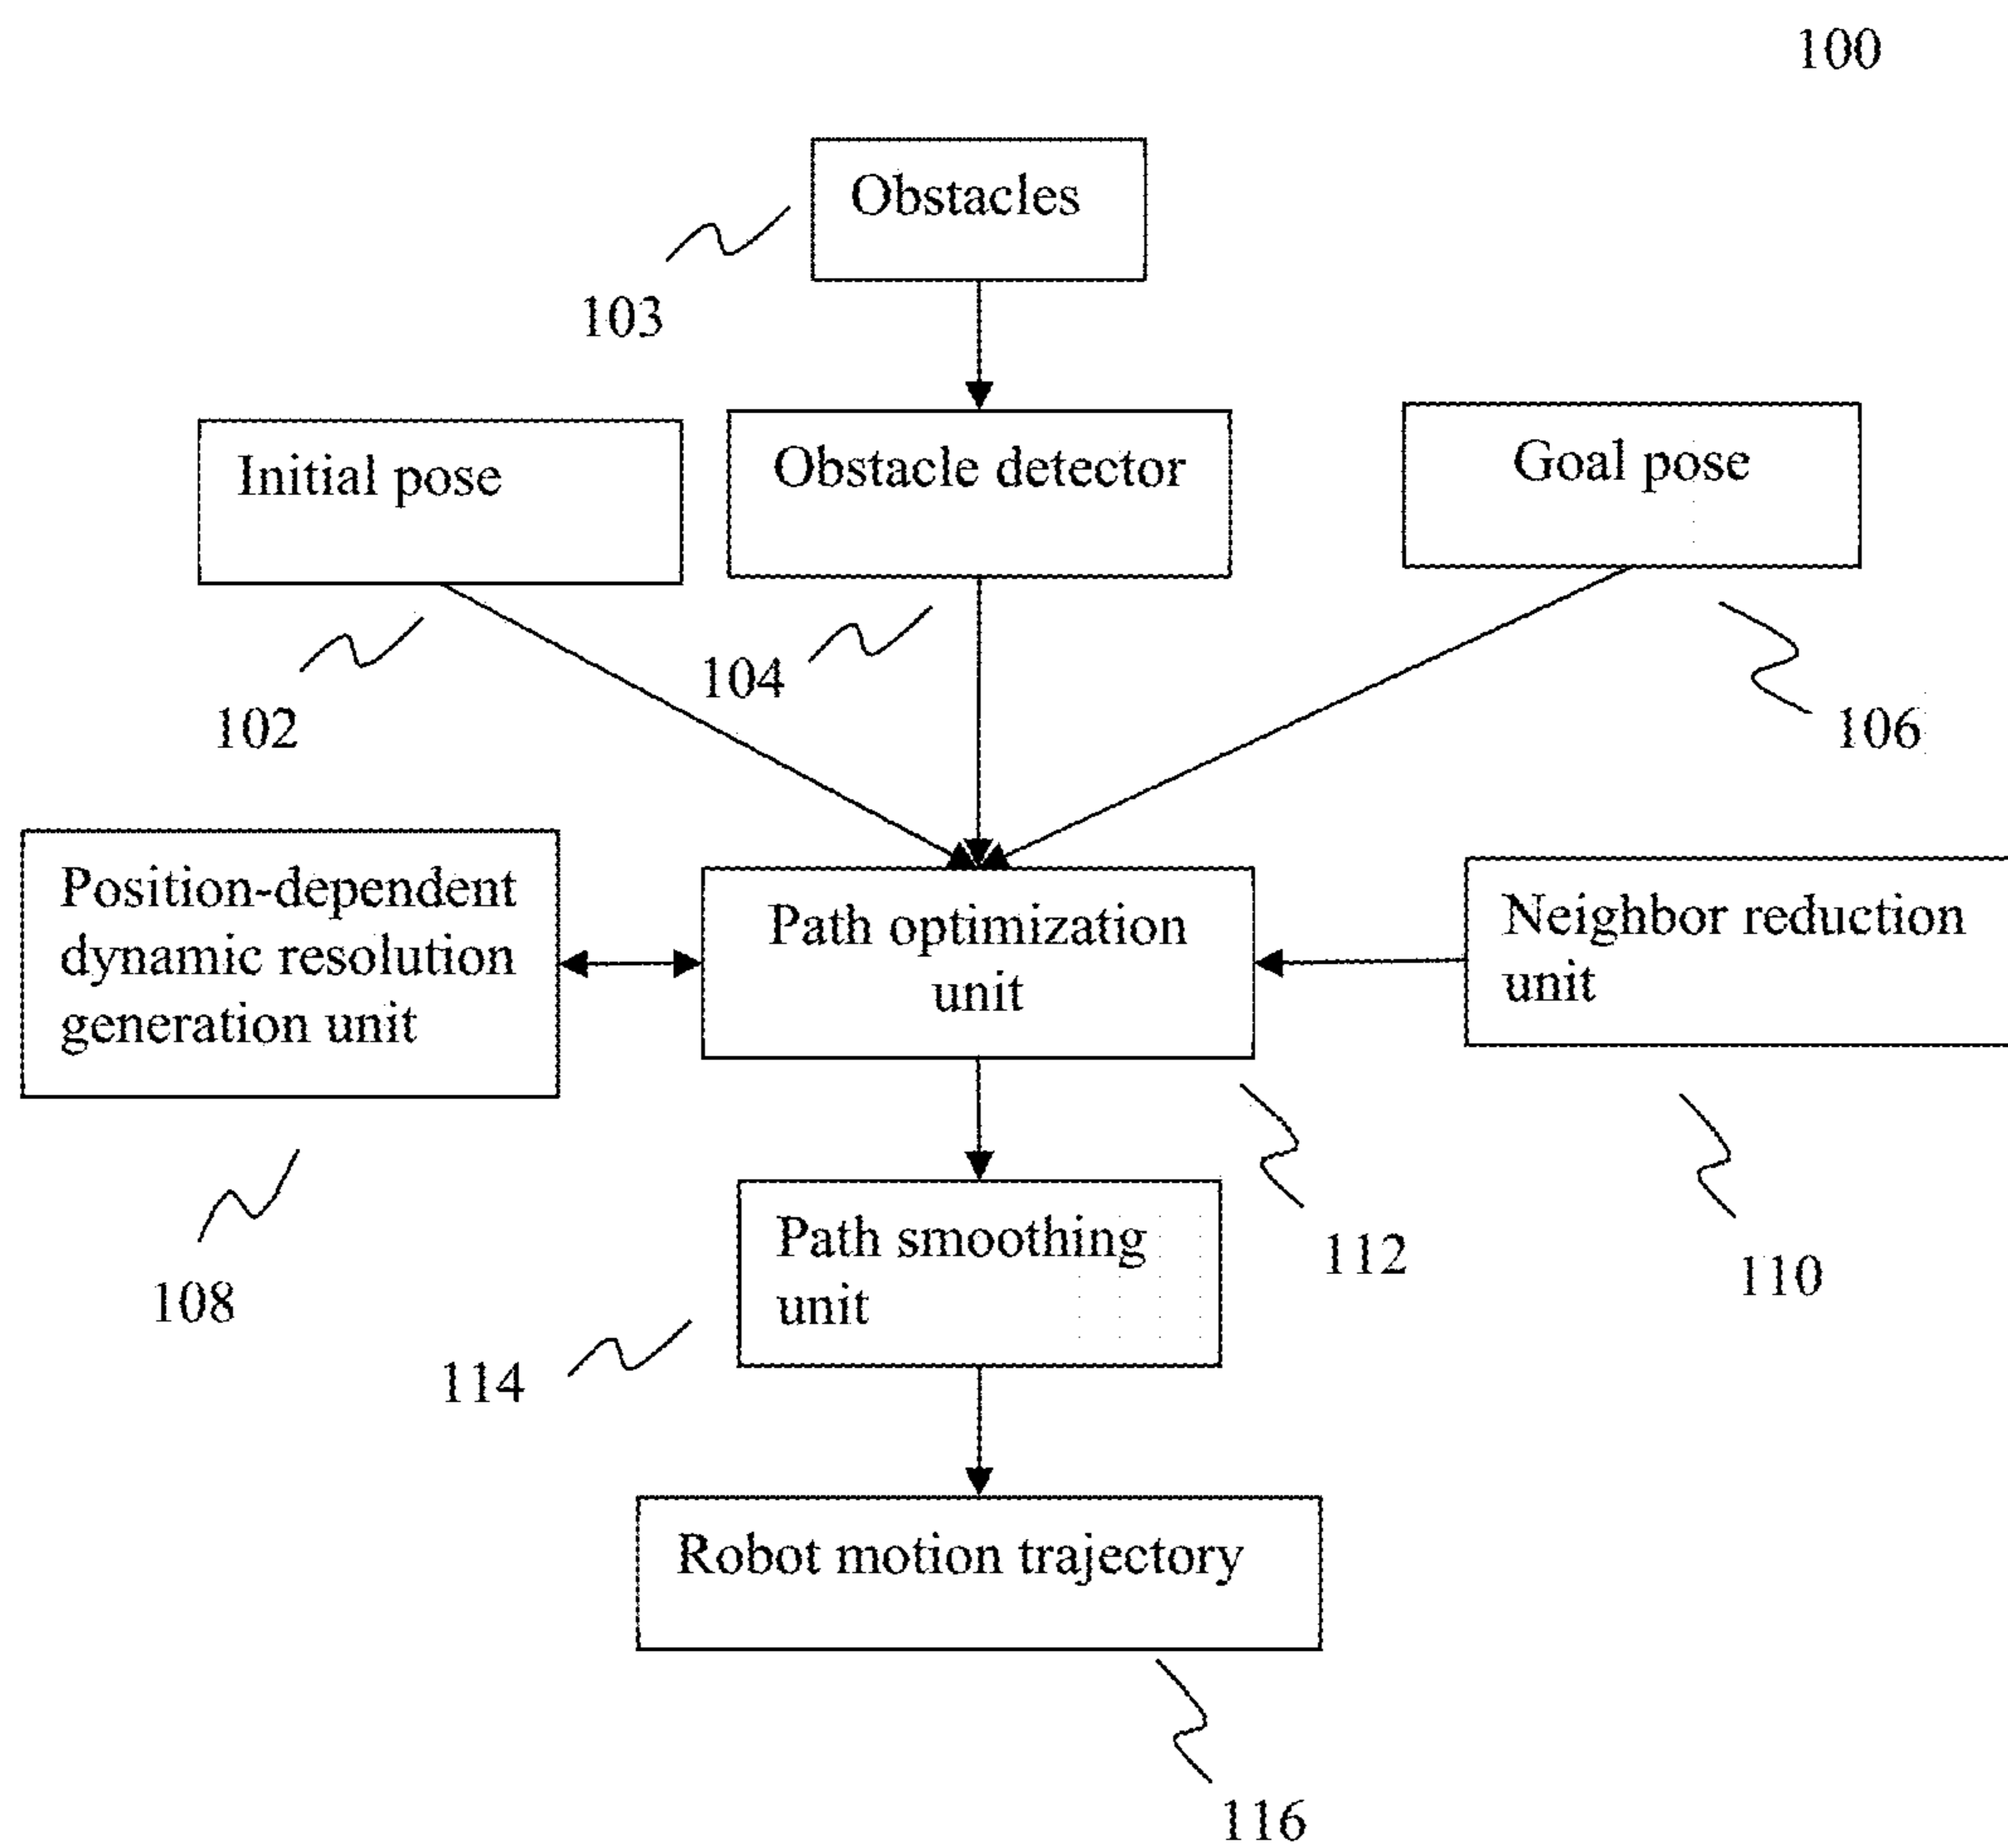 100
Obstacles
103
Initial pose
Obstacle detector
Goal pose
102
104
106
Position-dependent
dynamic resolution
generation unit
Path optimization
unit
Neighbor reduction
unit
108
112
110
Path smoothing
unit
114
Robot motion trajectory
116